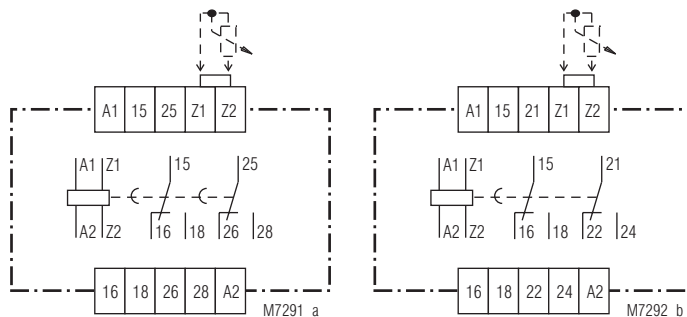 A1 15 25 Z1 Z2
A1 Z1 15 25
A2 Z2 16 18 26 28
16 18 26 28 A2
M7291 a
A1 15 21 Z1 Z2
A1 Z1 15 21
A2 Z2 16 18 22 24
16 18 22 24 A2
M7292 b